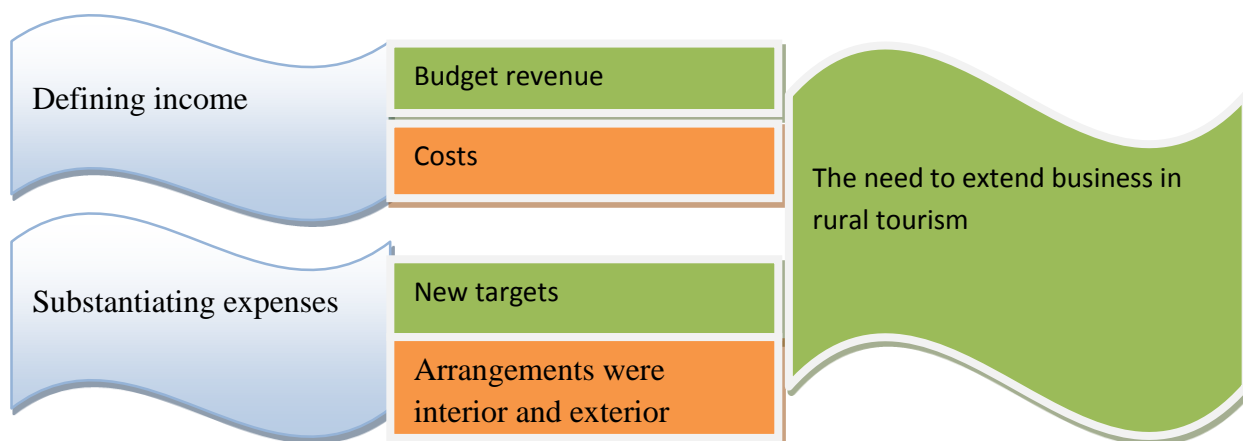 Defining income
Budget revenue
Costs
Substantiating expenses
New targets
Arrangements were
interior and exterior
The need to extend business in
rural tourism